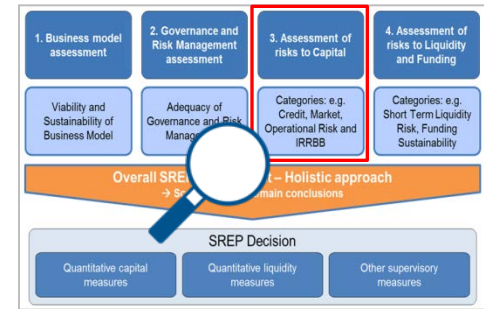 1. Business model
assessment
2. Governance and
Risk Management
assessment
3. Assessment of
risks to Capital
4. Assessment of
risks to Liquidity
and Funding
Viability and
Sustainability of
Business Model
Adequacy of
Governance and Risk
Categories: e.g.
Credit, Market,
Operational Risk and
IRRBB
Categories: e.g.
Short Term Liquidity
Risk, Funding
Sustainability
Overall – Holistic approach
main conclusions
SREP Decision
Quantitative capital
measures
Quantitative liquidity
measures
Other supervisory
measures